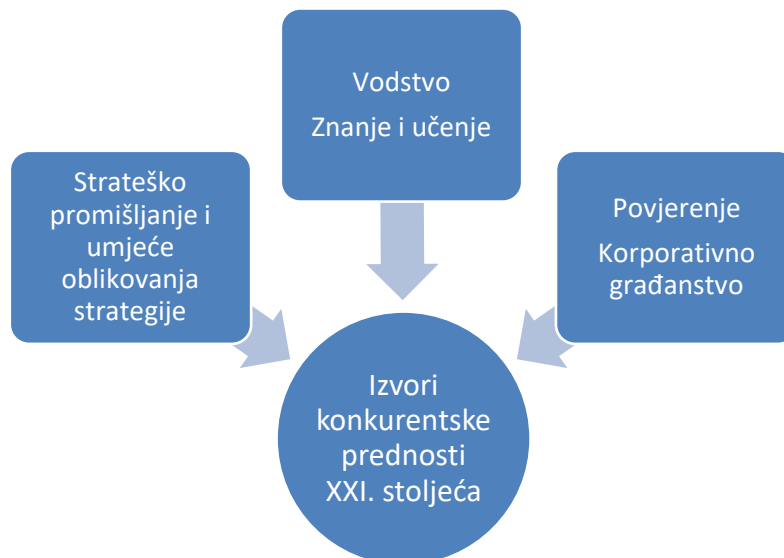 Vodstvo
Znanje i učenje
Strateško
promišljanje i
umjeće
oblikovanja
strategije
Povjerenje
Korporativno
građanstvo
Izvori
konkurentske
prednosti
XXI. stoljeća